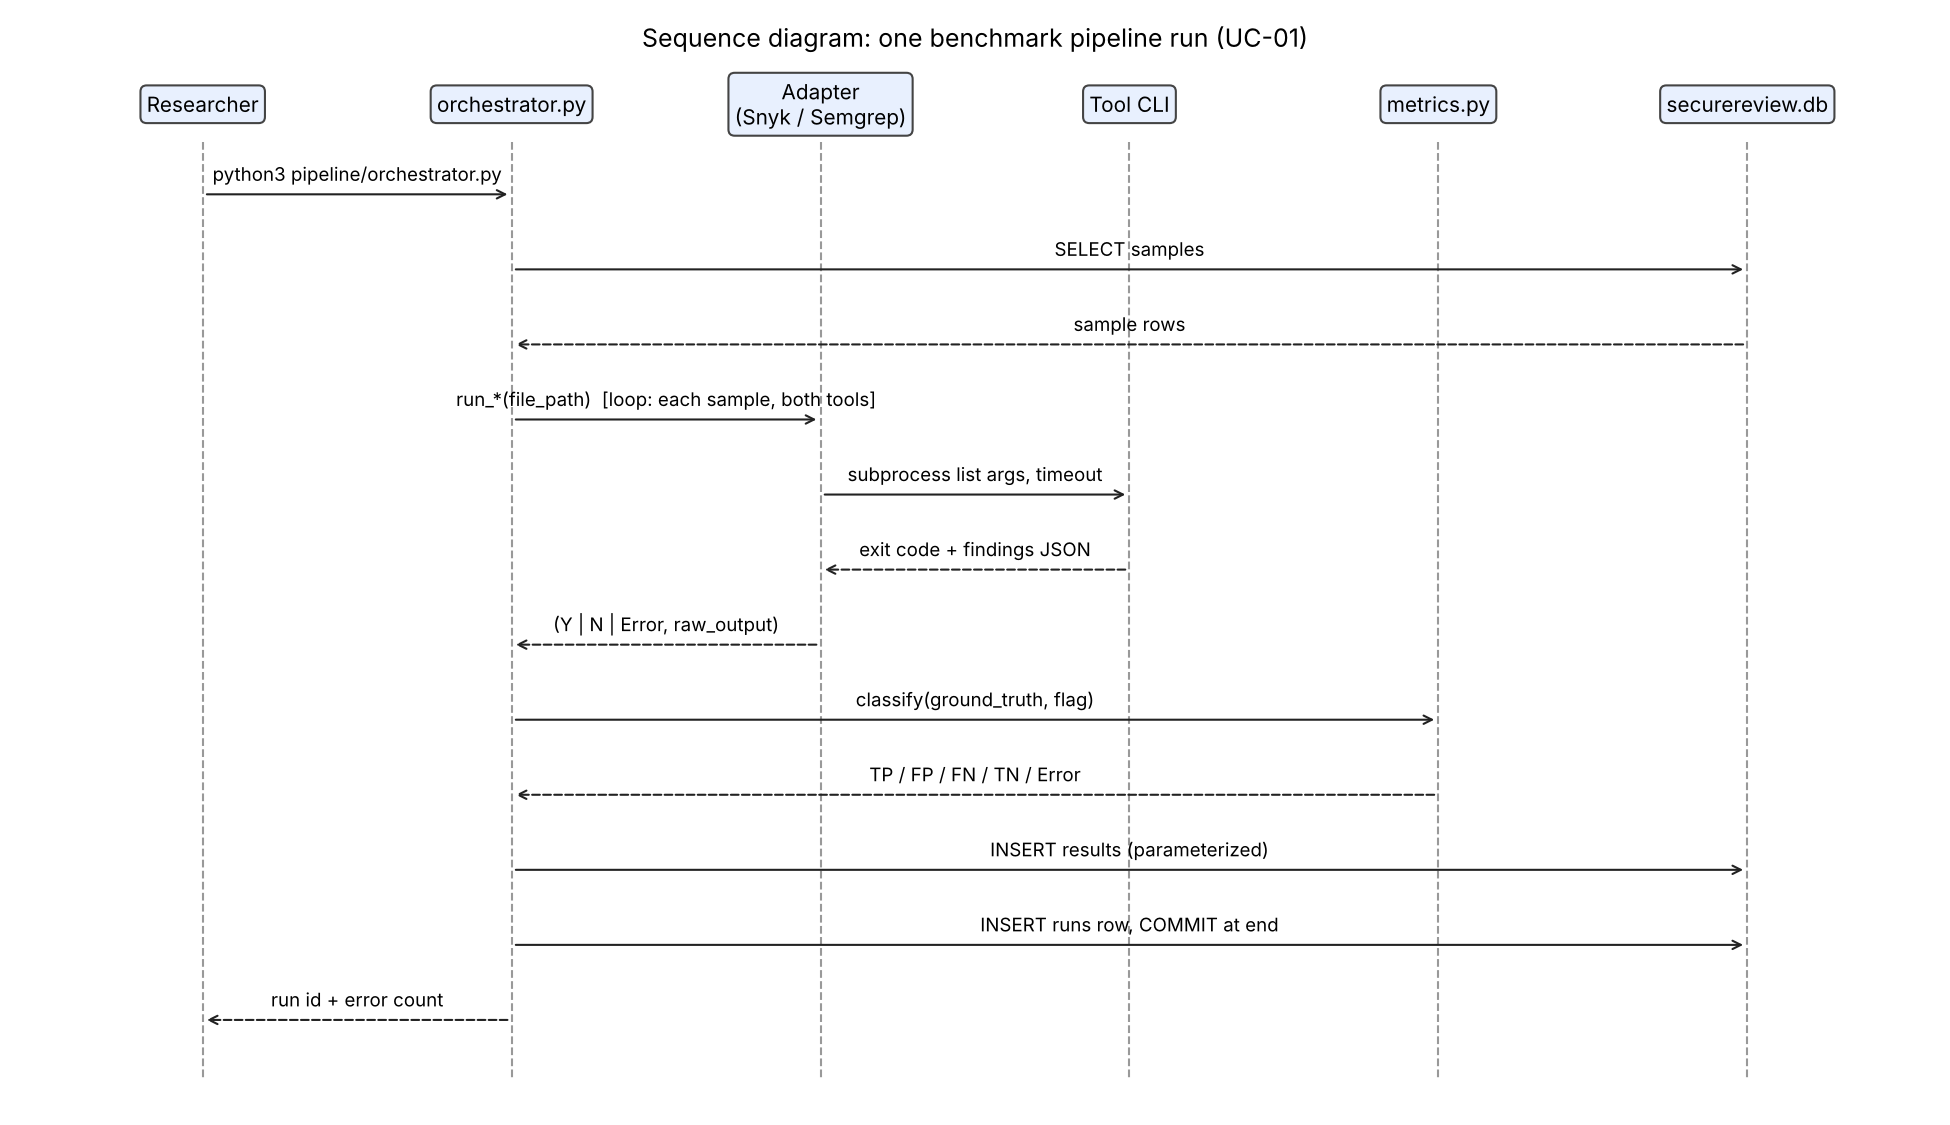 Sequence diagram: one benchmark pipeline run (UC-01)
Researcher
orchestrator.py
Adapter
(Snyk / Semgrep)
Tool CLI
metrics.py
securereview.db
python3 pipeline/orchestrator.py
SELECT samples
sample rows
run_*(file_path)  [loop: each sample, both tools]
subprocess list args, timeout
exit code + findings JSON
(Y | N | Error, raw_output)
classify(ground_truth, flag)
TP / FP / FN / TN / Error
INSERT results (parameterized)
INSERT runs row, COMMIT at end
run id + error count